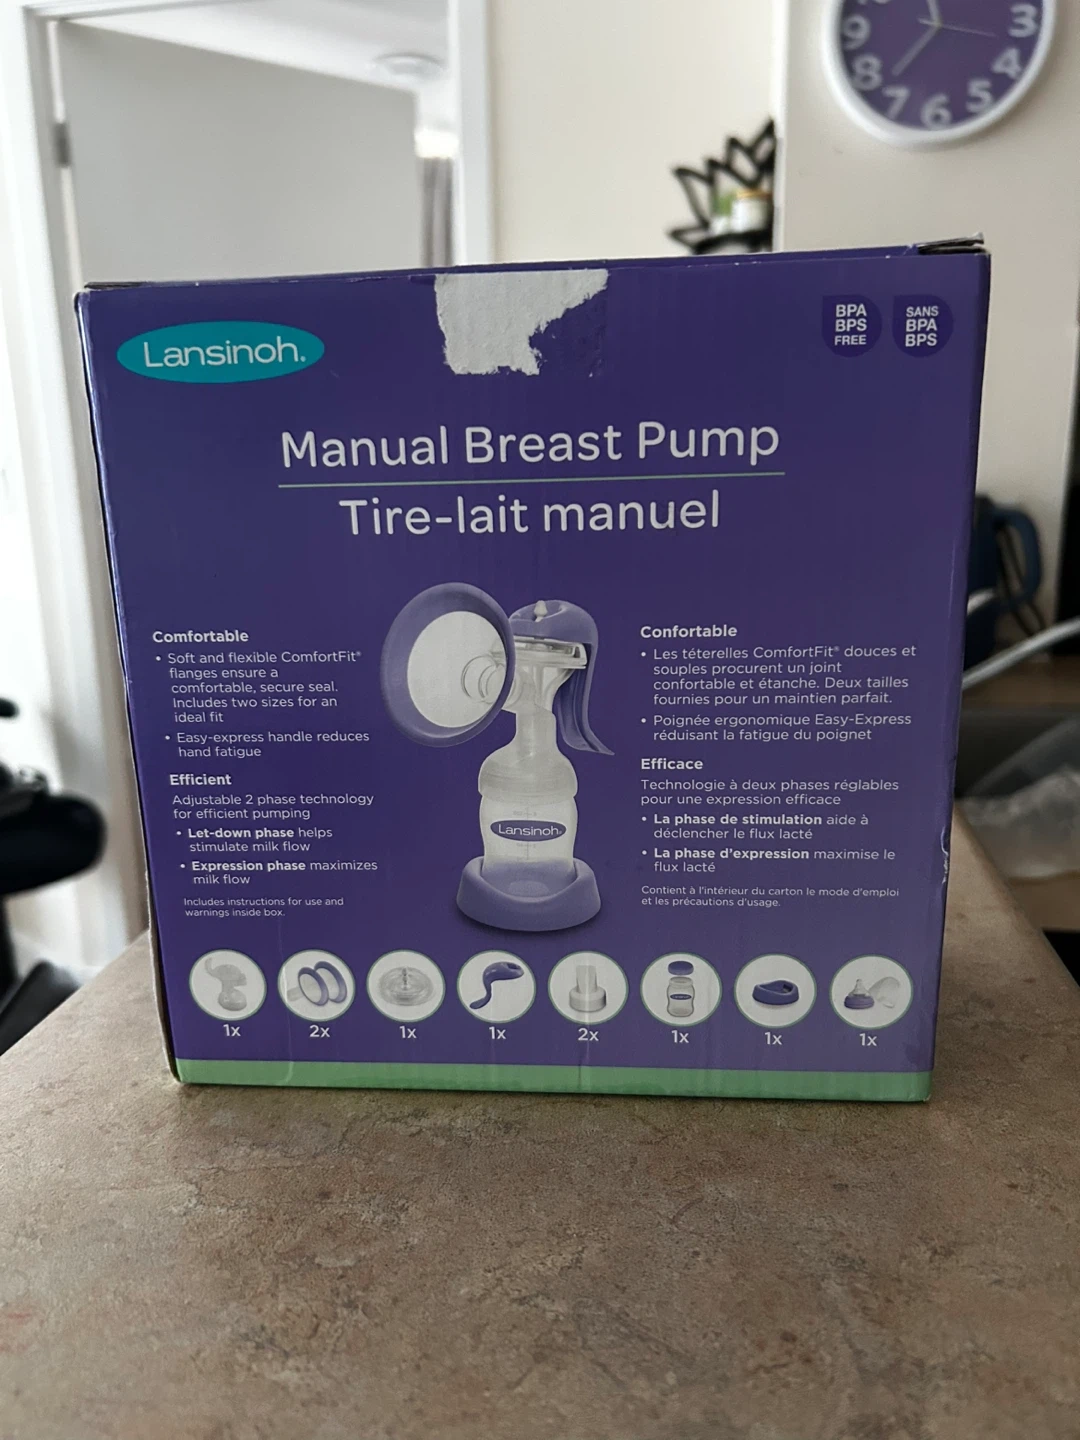 9
3
8
4
7
6
5
Lansinoh®
BPA
BPS
FREE
SANS
BPA
BPS
Manual Breast Pump
Tire-lait manuel
Comfortable
• Soft and flexible ComfortFit®
flanges ensure a
comfortable, secure seal.
Includes two sizes for an
ideal fit
• Easy-express handle reduces
hand fatigue
Efficient
Adjustable 2 phase technology
for efficient pumping
• Let-down phase helps
stimulate milk flow
• Expression phase maximizes
milk flow
Includes instructions for use and
warnings inside box.
Lansinoh®
Confortable
• Les téterelles ComfortFit® douces et
souples procurent un joint
confortable et étanche. Deux tailles
fournies pour un maintien parfait.
• Poignée ergonomique Easy-Express
réduisant la fatigue du poignet
Efficace
Technologie à deux phases réglables
pour une expression efficace
• La phase de stimulation aide à
déclencher le flux lacté
• La phase d'expression maximise le
flux lacté
Contient à l'intérieur du carton le mode d'emploi
et les précautions d'usage.
1x
2x
1x
1x
2x
1x
1x
1x